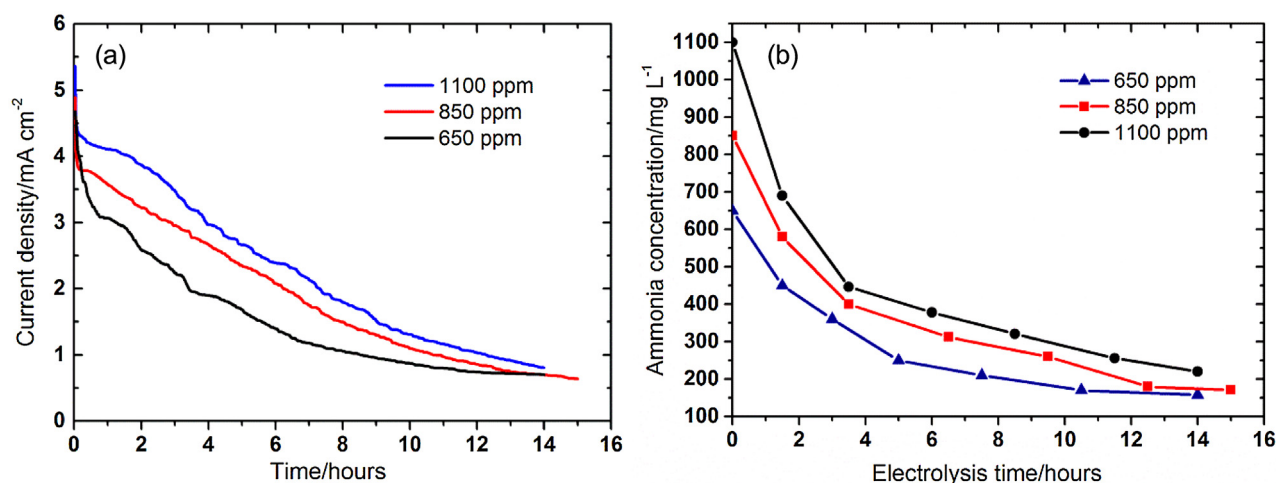 (a)
1100 ppm
850 ppm
650 ppm
Current density/mA cm⁻²
6
5
4
3
2
1
0
0 2 4 6 8 10 12 14 16
Time/hours
(b)
650 ppm
850 ppm
1100 ppm
Ammonia concentration/mg L⁻¹
1100
1000
900
800
700
600
500
400
300
200
100
0 2 4 6 8 10 12 14 16
Electrolysis time/hours